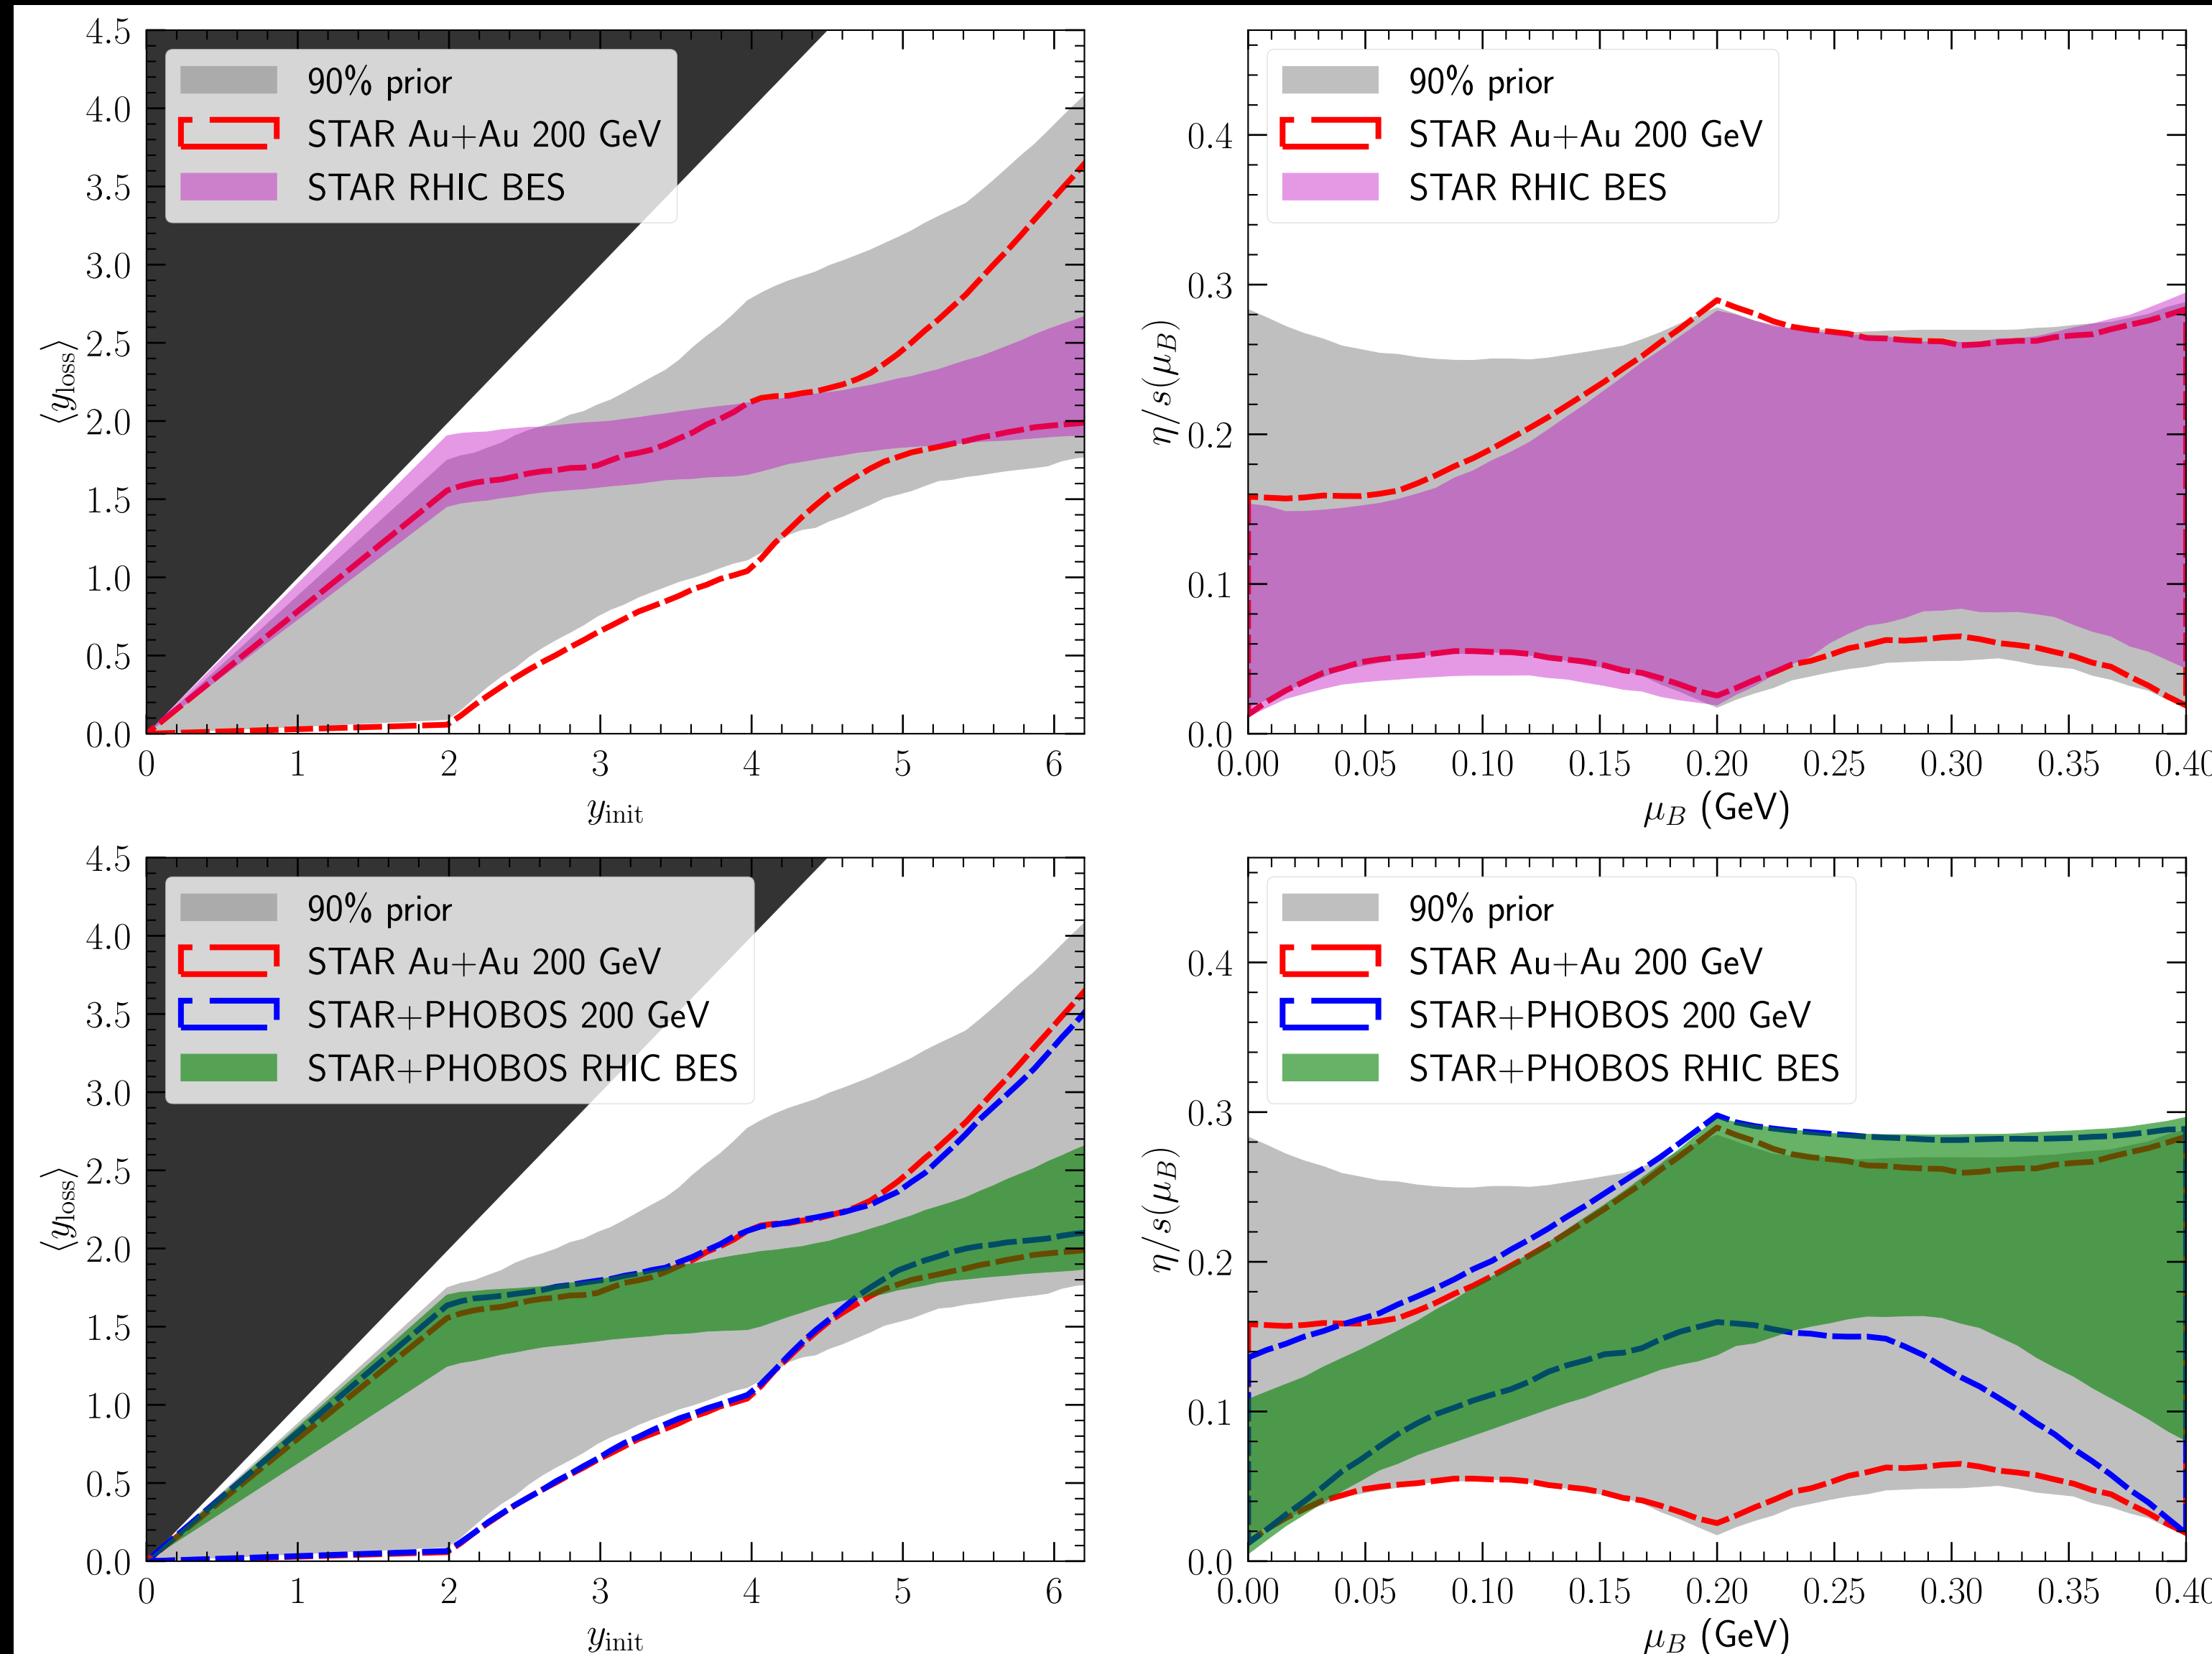 4.5
4.0
3.5
3.0
2.5
2.0
1.5
1.0
0.5
0.0
⟨y_loss⟩
90% prior
STAR Au+Au 200 GeV
STAR RHIC BES
0 1 2 3 4 5 6
y_init
0.4
0.3
0.2
0.1
0.0
η/s(μ_B)
90% prior
STAR Au+Au 200 GeV
STAR RHIC BES
0.00 0.05 0.10 0.15 0.20 0.25 0.30 0.35 0.40
μ_B (GeV)
4.5
4.0
3.5
3.0
2.5
2.0
1.5
1.0
0.5
0.0
⟨y_loss⟩
90% prior
STAR Au+Au 200 GeV
STAR+PHOBOS 200 GeV
STAR+PHOBOS RHIC BES
0 1 2 3 4 5 6
y_init
0.4
0.3
0.2
0.1
0.0
η/s(μ_B)
90% prior
STAR Au+Au 200 GeV
STAR+PHOBOS 200 GeV
STAR+PHOBOS RHIC BES
0.00 0.05 0.10 0.15 0.20 0.25 0.30 0.35 0.40
μ_B (GeV)